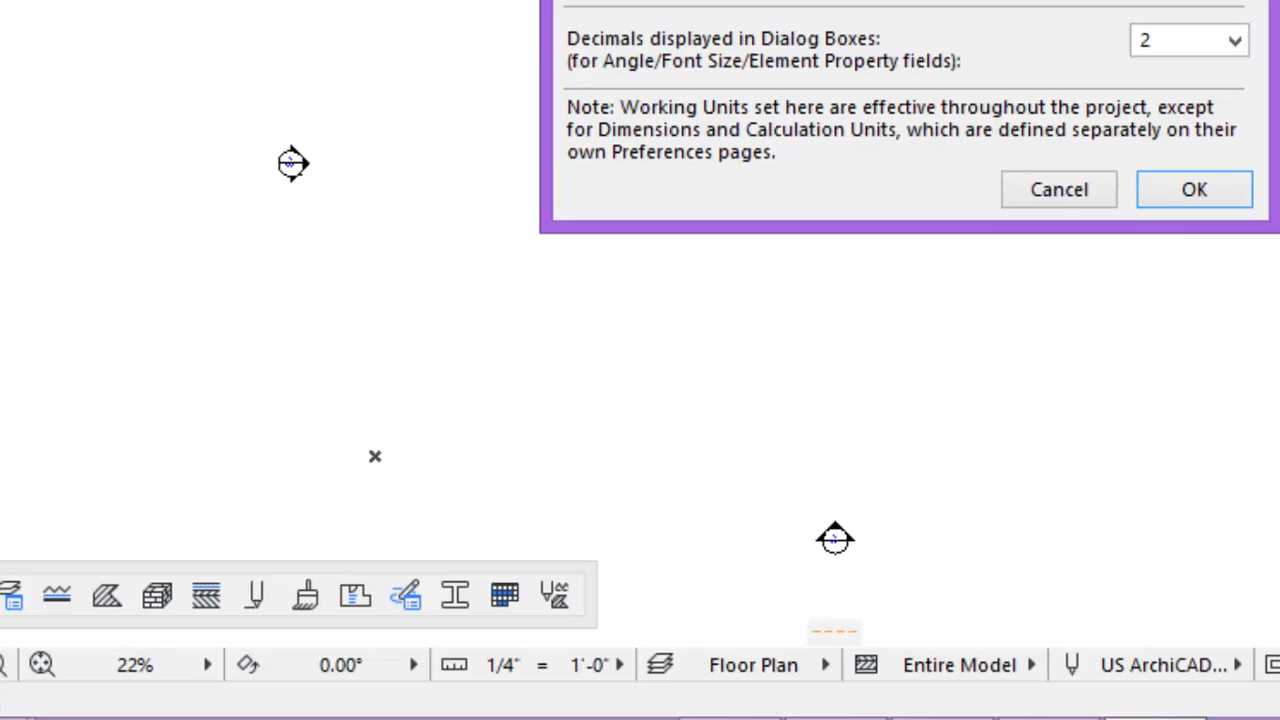 Decimals displayed in Dialog Boxes:
(for Angle/Font Size/Element Property fields):
2
Note: Working Units set here are effective throughout the project, except
for Dimensions and Calculation Units, which are defined separately on their
own Preferences pages.
Cancel OK
22% 0.00° 1/4" = 1'-0" Floor Plan Entire Model US ArchiCAD...